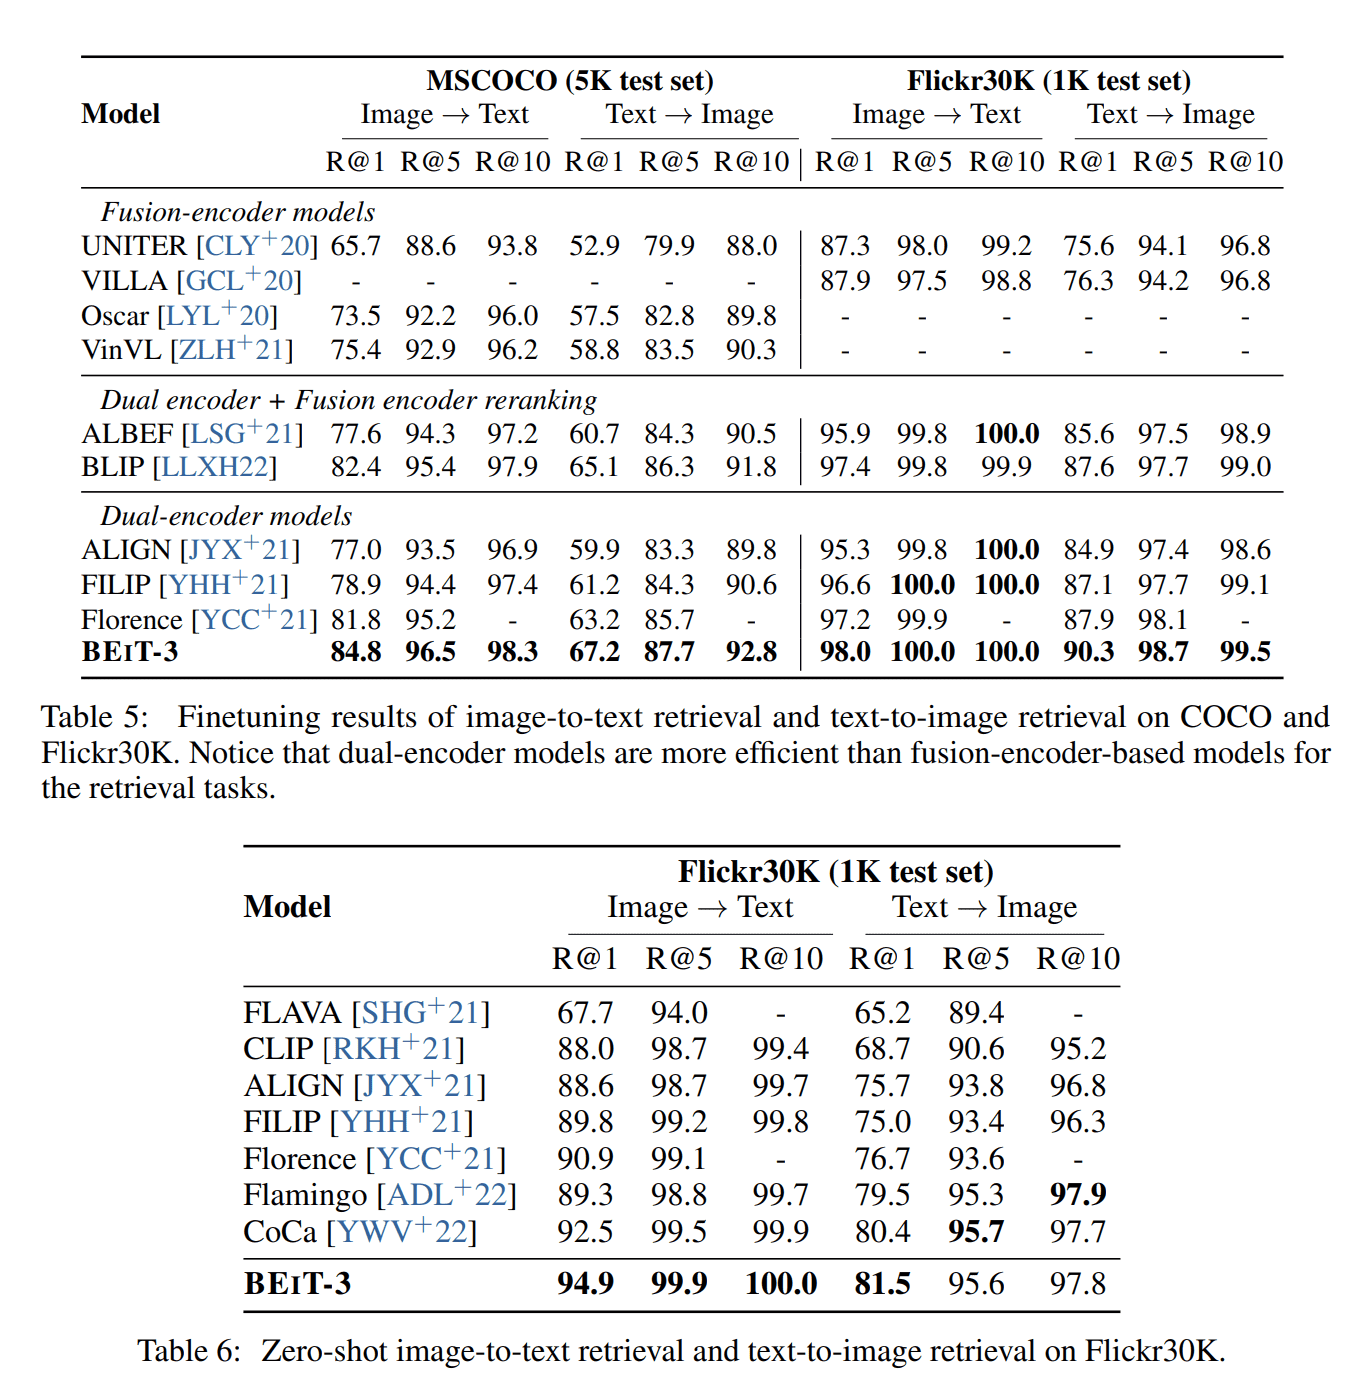 MSCOCO (5K test set) Flickr30K (1K test set)
Model Image → Text Text → Image Image → Text Text → Image
R@1 R@5 R@10 R@1 R@5 R@10 R@1 R@5 R@10 R@1 R@5 R@10
Fusion-encoder models
UNITER [CLY+20] 65.7 88.6 93.8 52.9 79.9 88.0 87.3 98.0 99.2 75.6 94.1 96.8
VILLA [GCL+20] - - - - - - 87.9 97.5 98.8 76.3 94.2 96.8
Oscar [LYL+20] 73.5 92.2 96.0 57.5 82.8 89.8 - - - - - -
VinVL [ZLH+21] 75.4 92.9 96.2 58.8 83.5 90.3 - - - - - -
Dual encoder + Fusion encoder reranking
ALBEF [LSG+21] 77.6 94.3 97.2 60.7 84.3 90.5 95.9 99.8 100.0 85.6 97.5 98.9
BLIP [LLXH22] 82.4 95.4 97.9 65.1 86.3 91.8 97.4 99.8 99.9 87.6 97.7 99.0
Dual-encoder models
ALIGN [JYX+21] 77.0 93.5 96.9 59.9 83.3 89.8 95.3 99.8 100.0 84.9 97.4 98.6
FILIP [YHH+21] 78.9 94.4 97.4 61.2 84.3 90.6 96.6 100.0 100.0 87.1 97.7 99.1
Florence [YCC+21] 81.8 95.2 - 63.2 85.7 - 97.2 99.9 - 87.9 98.1 -
BEIT-3 84.8 96.5 98.3 67.2 87.7 92.8 98.0 100.0 100.0 90.3 98.7 99.5
Table 5: Finetuning results of image-to-text retrieval and text-to-image retrieval on COCO and
Flickr30K. Notice that dual-encoder models are more efficient than fusion-encoder-based models for
the retrieval tasks.
Flickr30K (1K test set)
Model Image → Text Text → Image
R@1 R@5 R@10 R@1 R@5 R@10
FLAVA [SHG+21] 67.7 94.0 - 65.2 89.4 -
CLIP [RKH+21] 88.0 98.7 99.4 68.7 90.6 95.2
ALIGN [JYX+21] 88.6 98.7 99.7 75.7 93.8 96.8
FILIP [YHH+21] 89.8 99.2 99.8 75.0 93.4 96.3
Florence [YCC+21] 90.9 99.1 - 76.7 93.6 -
Flamingo [ADL+22] 89.3 98.8 99.7 79.5 95.3 97.9
CoCa [YWV+22] 92.5 99.5 99.9 80.4 95.7 97.7
BEIT-3 94.9 99.9 100.0 81.5 95.6 97.8
Table 6: Zero-shot image-to-text retrieval and text-to-image retrieval on Flickr30K.